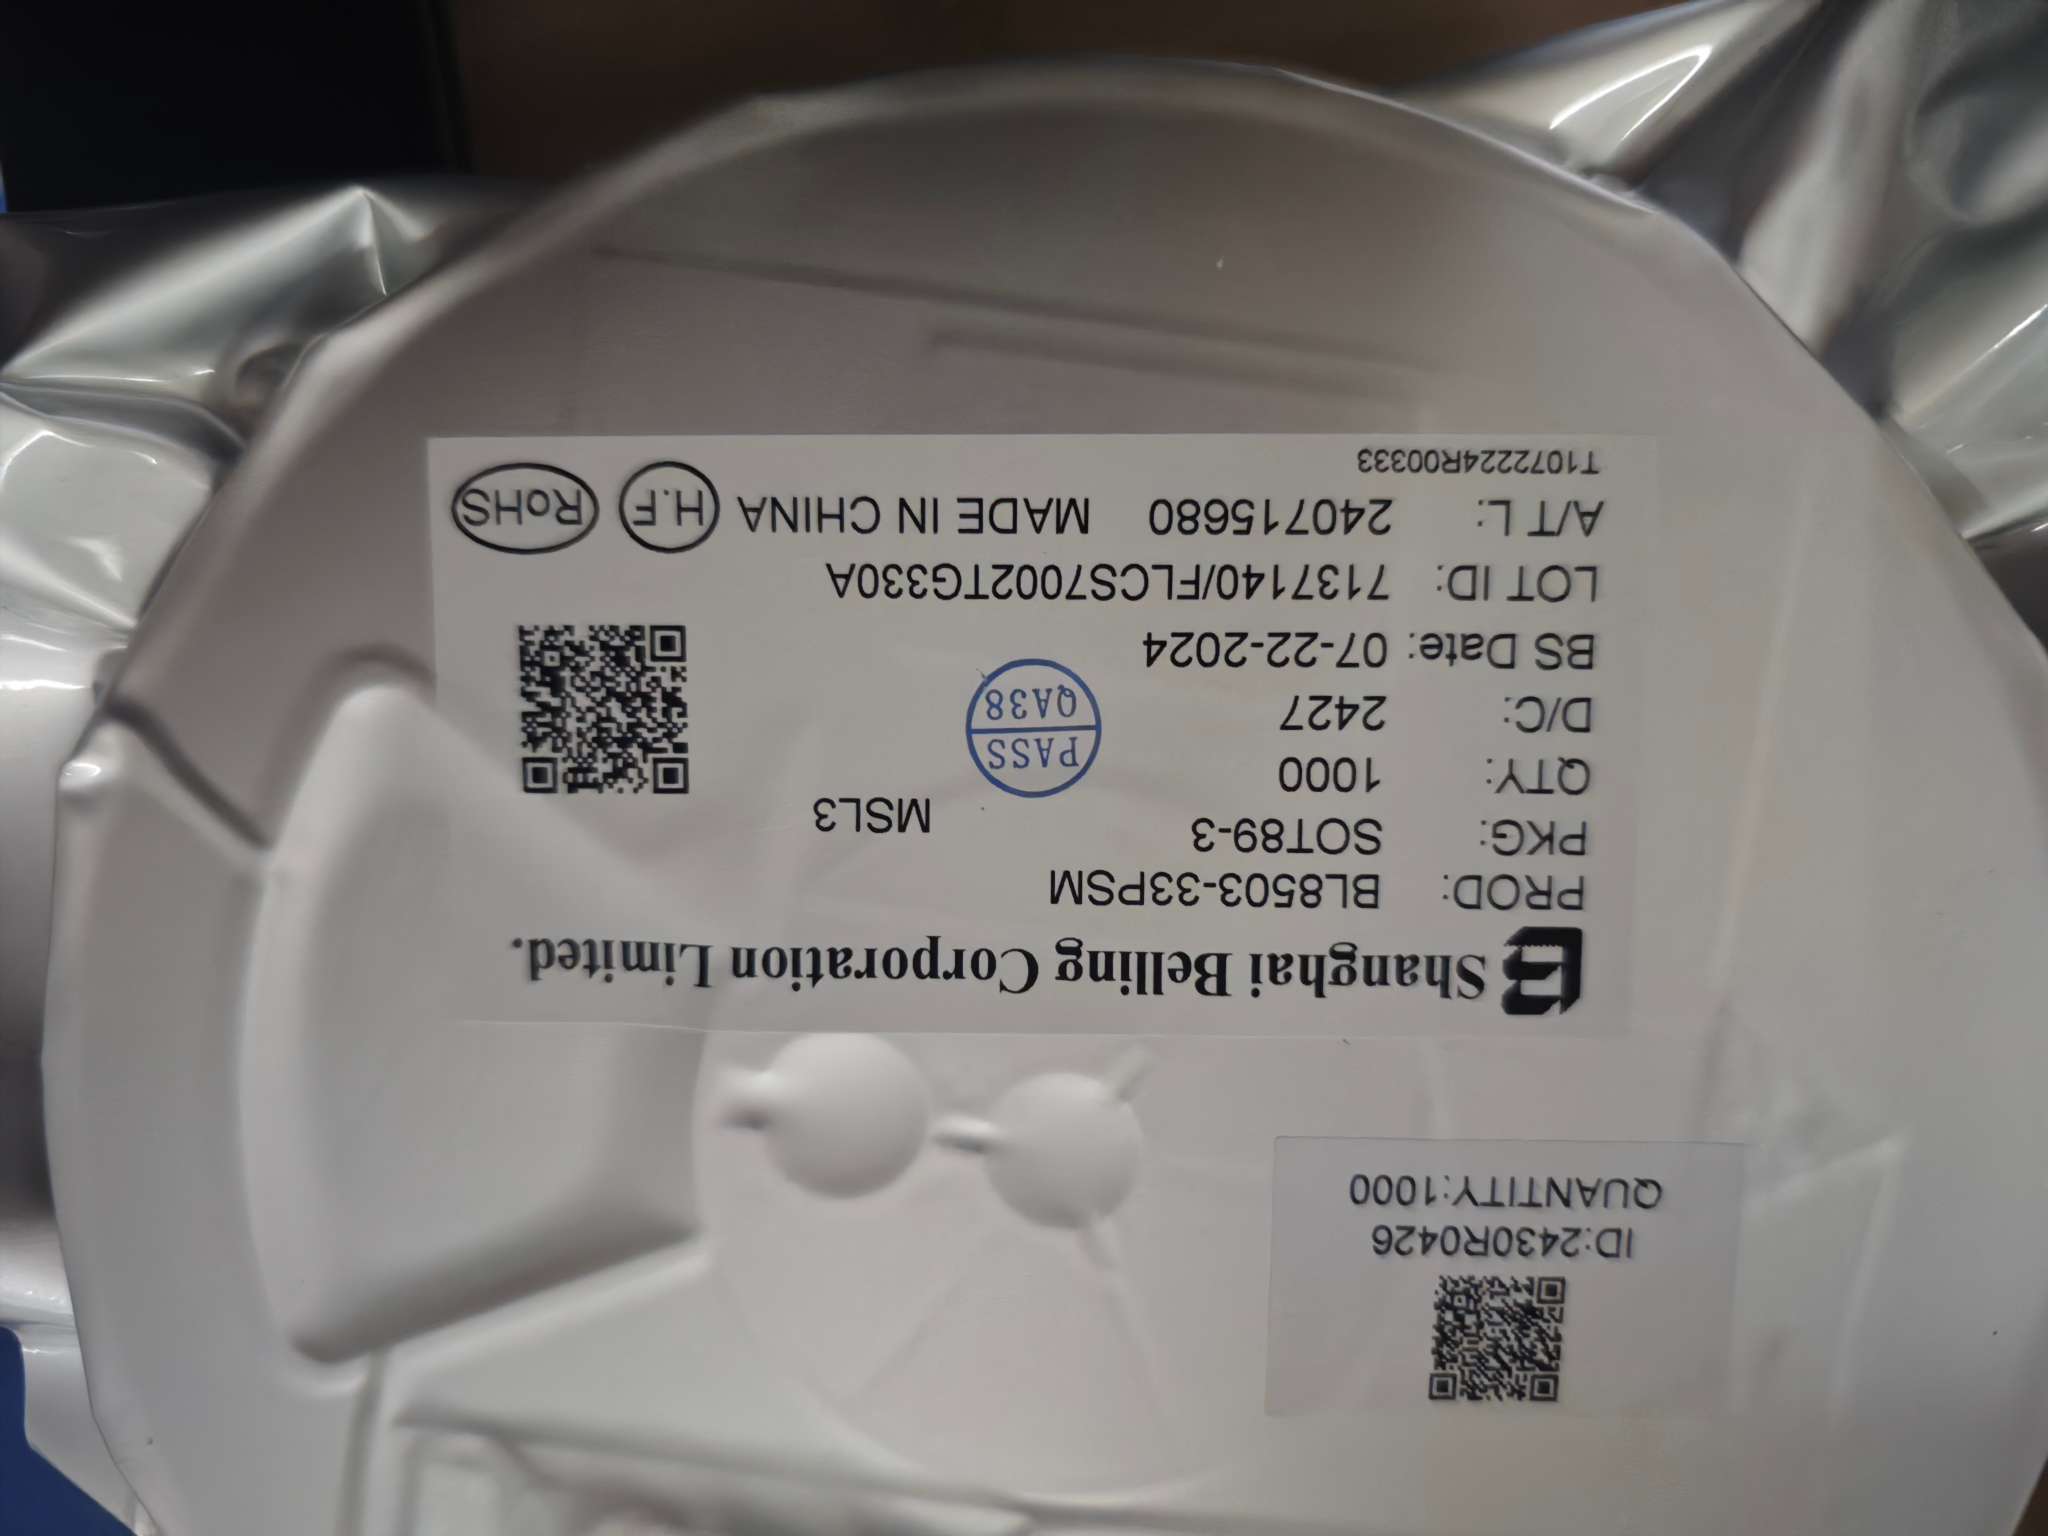 ID:2430R0426
QUANTITY:1000
Shanghai Belling Corporation Limited.
PROD: BL8503-33PSM
PKG: SOT89-3 MSL3
QTY: 1000
D/C: 2427
PASS
QA38
BS Date: 07-22-2024
LOT ID: 7137140/FLCS7002TG330A
A/T L: 240715680 MADE IN CHINA H.F RoHS
T1072224R00333